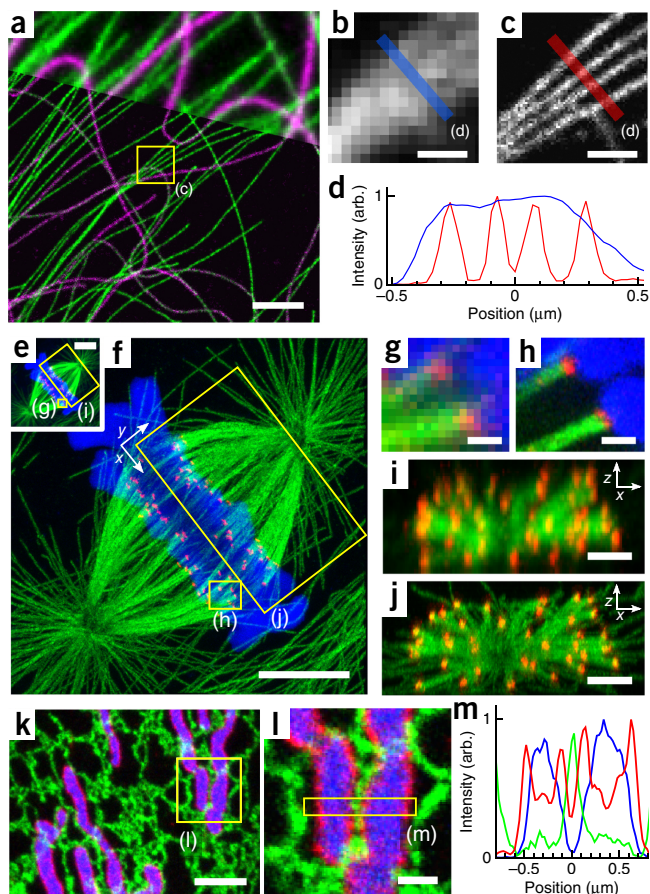 a
(c)
b
(d)
c
(d)
d
Intensity (arb.)
1
0
−0.5
0
0.5
Position (μm)
e
(g)
(i)
f
y
x
(h)
(j)
g
h
i
z
x
j
z
x
k
(l)
l
(m)
m
Intensity (arb.)
1
0
−0.5
0
0.5
Position (μm)